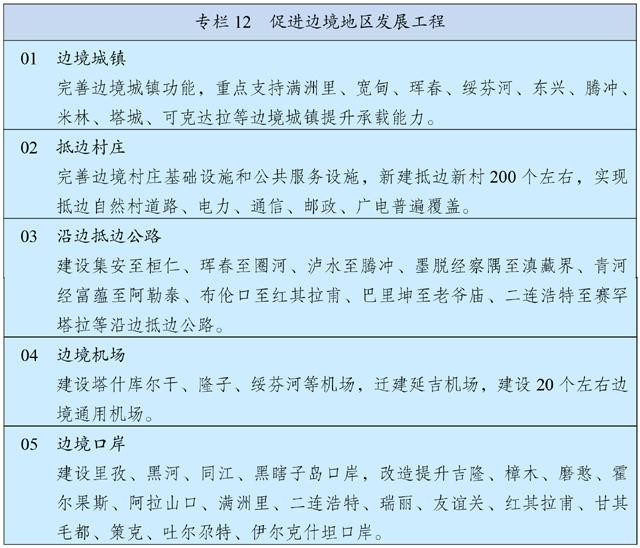 专栏12 促进边境地区发展工程
01 边境城镇
完善边境城镇功能，重点支持满洲里、宽甸、珲春、绥芬河、东兴、腾冲、
米林、塔城、可克达拉等边境城镇提升承载能力。
02 抵边村庄
完善边境村庄基础设施和公共服务设施，新建抵边新村200个左右，实现
抵边自然村道路、电力、通信、邮政、广电普遍覆盖。
03 沿边抵边公路
建设集安至桓仁、珲春至圈河、泸水至腾冲、墨脱经察隅至滇藏界、青河
经富蕴至阿勒泰、布伦口至红其拉甫、巴里坤至老爷庙、二连浩特至赛罕
塔拉等沿边抵边公路。
04 边境机场
建设塔什库尔干、隆子、绥芬河等机场，迁建延吉机场，建设20个左右边
境通用机场。
05 边境口岸
建设里孜、黑河、同江、黑瞎子岛口岸，改造提升吉隆、樟木、磨憨、霍
尔果斯、阿拉山口、满洲里、二连浩特、瑞丽、友谊关、红其拉甫、甘其
毛都、策克、吐尔尕特、伊尔克什坦口岸。